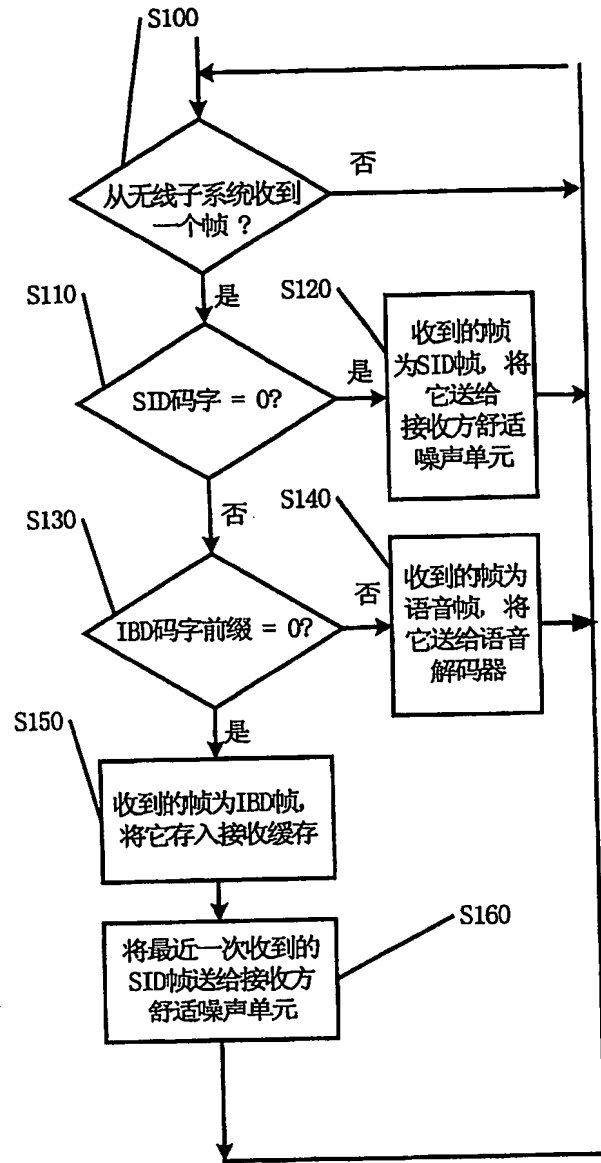 S100
否
从无线子系统收到
一个帧 ?
是
S110
S120
SID码字 = 0?
是
收到的帧
为SID帧, 将
它送给
接收方舒适
噪声单元
否
S130
S140
IBD码字前缀 = 0?
否
收到的帧为
语音帧, 将
它送给语音
解码器
S150
是
收到的帧为IBD帧,
将它存入接收缓存
S160
将最近一次收到的
SID帧送给接收方
舒适噪声单元